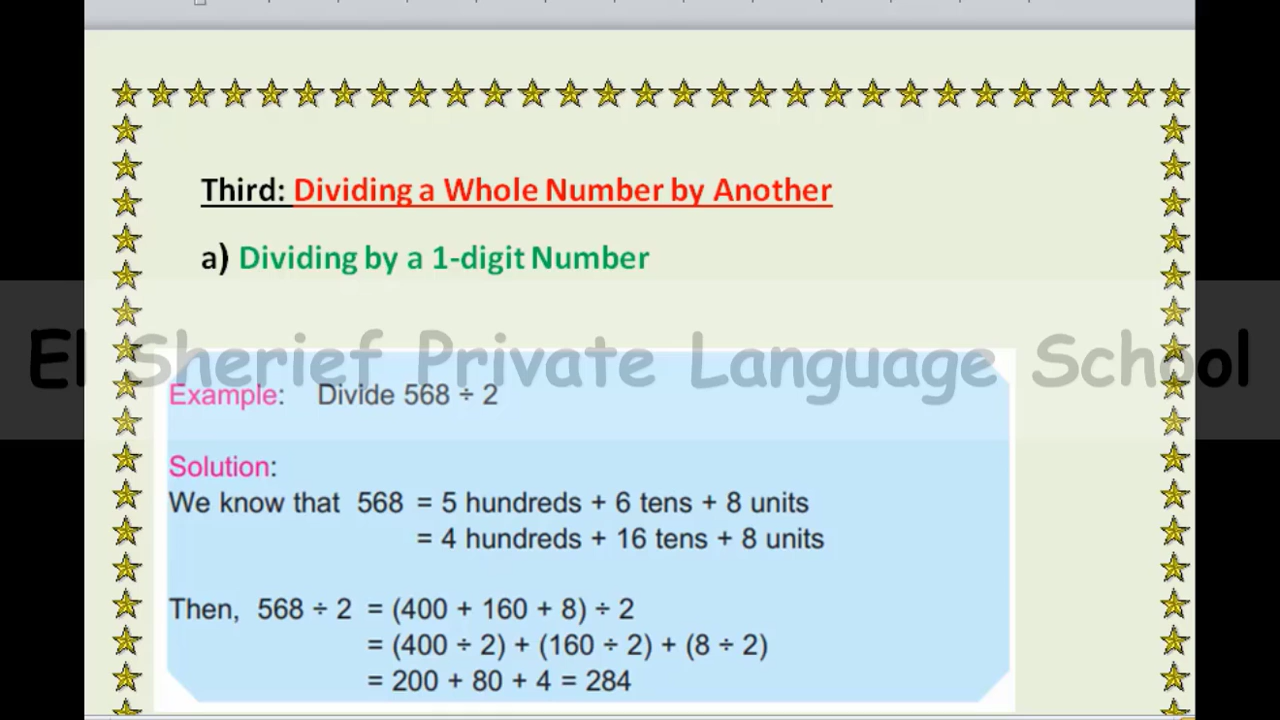 Third: Dividing a Whole Number by Another
a) Dividing by a 1-digit Number
El Sherief Private Language School
Example: Divide 568 ÷ 2
Solution:
We know that 568 = 5 hundreds + 6 tens + 8 units
= 4 hundreds + 16 tens + 8 units
Then, 568 ÷ 2 = (400 + 160 + 8) ÷ 2
= (400 ÷ 2) + (160 ÷ 2) + (8 ÷ 2)
= 200 + 80 + 4 = 284